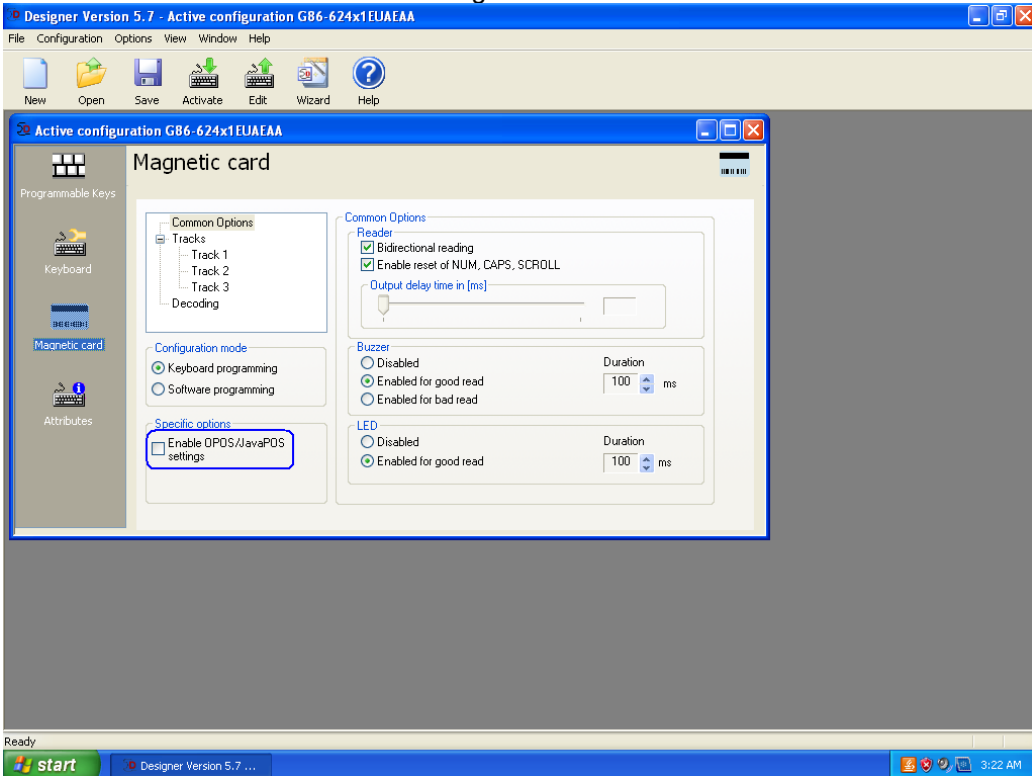 Designer Version 5.7 - Active configuration G86-624x1EUAEAA
File Configuration Options View Window Help
New Open Save Activate Edit Wizard Help
Active configuration G86-624x1EUAEAA
Magnetic card
Programmable Keys
Keyboard
Magnetic card
Attributes
Common Options
Tracks
Track 1
Track 2
Track 3
Decoding
Configuration mode
Keyboard programming
Software programming
Specific options
Enable OPOS/JavaPOS
settings
Common Options
Reader
Bidirectional reading
Enable reset of NUM, CAPS, SCROLL
Output delay time in [ms]
Buzzer
Disabled
Duration
Enabled for good read
100 ms
Enabled for bad read
LED
Disabled
Duration
Enabled for good read
100 ms
Ready
start
Designer Version 5.7 ...
3:22 AM